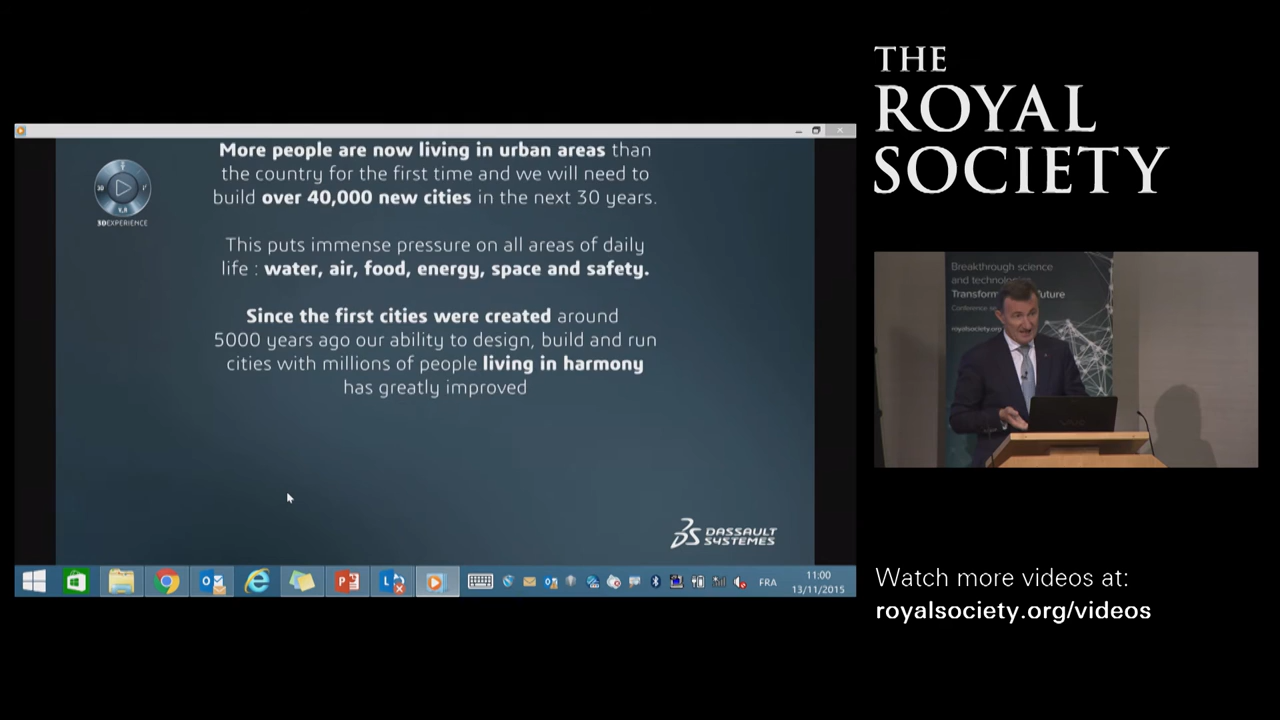 THE
ROYAL
SOCIETY
More people are now living in urban areas than
the country for the first time and we will need to
build over 40,000 new cities in the next 30 years.
3DEXPERIENCE
This puts immense pressure on all areas of daily
life : water, air, food, energy, space and safety.
Since the first cities were created around
5000 years ago our ability to design, build and run
cities with millions of people living in harmony
has greatly improved
DASSAULT
SYSTEMES
FRA
11:00
13/11/2015
Breakthrough science
and technologies
royalsociety.org
Watch more videos at:
royalsociety.org/videos